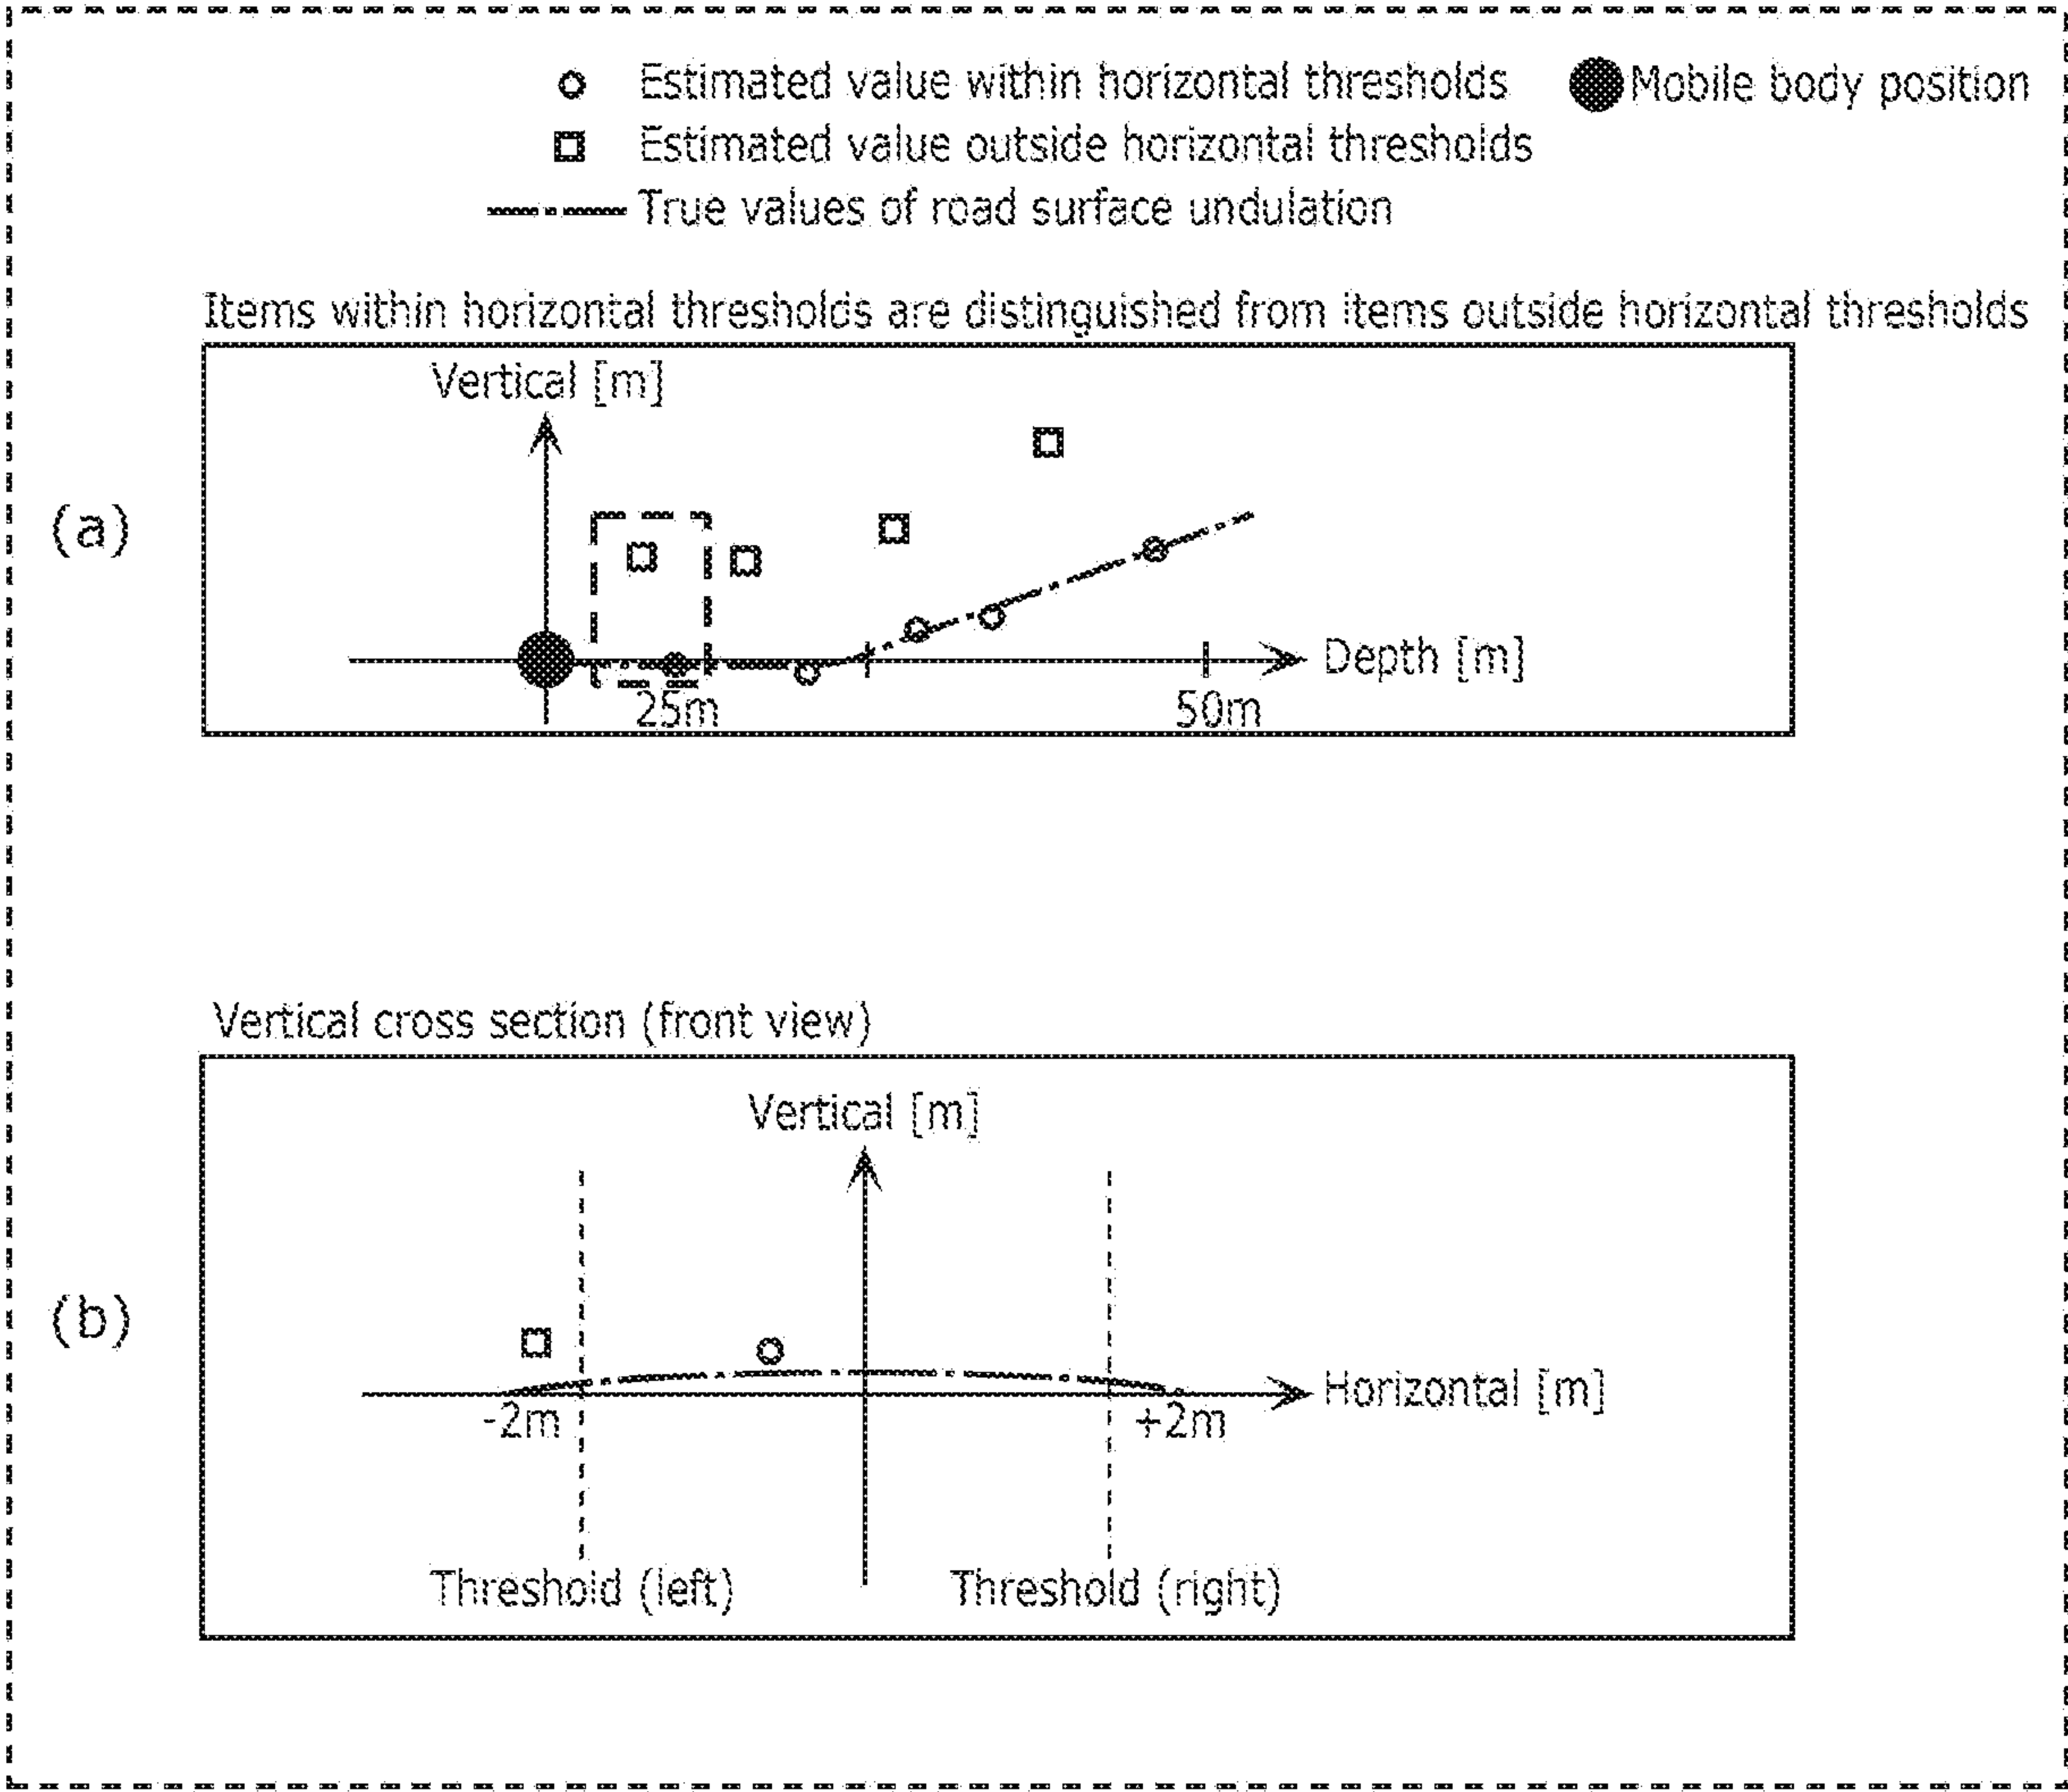 Estimated value within horizontal thresholds
Mobile body position
Estimated value outside horizontal thresholds
True values of road surface undulation
Items within horizontal thresholds are distinguished from items outside horizontal thresholds
(a)
Vertical [m]
Depth [m]
25m
50m
Vertical cross section (front view)
(b)
Vertical [m]
Horizontal [m]
-2m
+2m
Threshold (left)
Threshold (right)